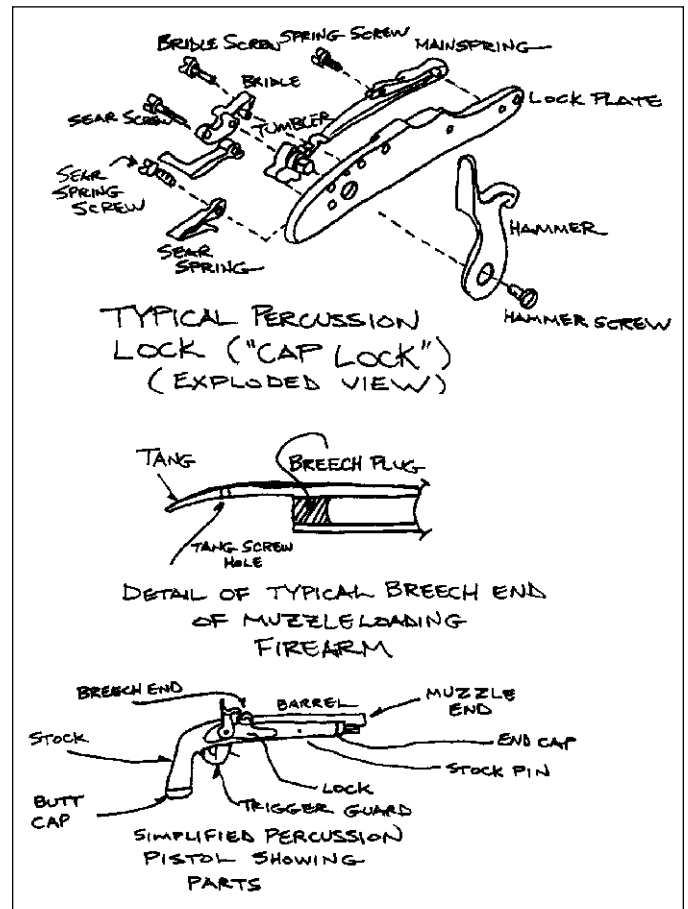 BRIDLE SCREW
SPRING SCREW
MAINSPRING
BRIDLE
LOCK PLATE
SEAR SCREW
TUMBLER
SEAR
SPRING
SCREW
HAMMER
SEAR
SPRING
HAMMER SCREW
TYPICAL PERCUSSION
LOCK ("CAP LOCK")
(EXPLODED VIEW)
TANG
BREECH PLUG
TANG SCREW
HOLE
DETAIL OF TYPICAL BREECH END
OF MUZZLELOADING
FIREARM
BREECH END
BARREL
MUZZLE
END
STOCK
END CAP
STOCK PIN
LOCK
BUTT
CAP
TRIGGER GUARD
SIMPLIFIED PERCUSSION
PISTOL SHOWING
PARTS